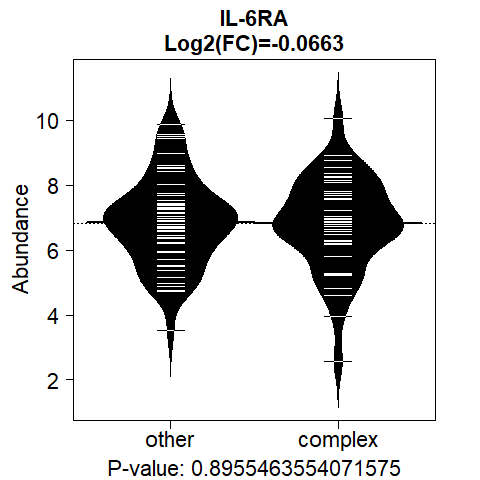 IL-6RA
Log2(FC)=-0.0663
Abundance
10
8
6
4
2
other complex
P-value: 0.8955463554071575